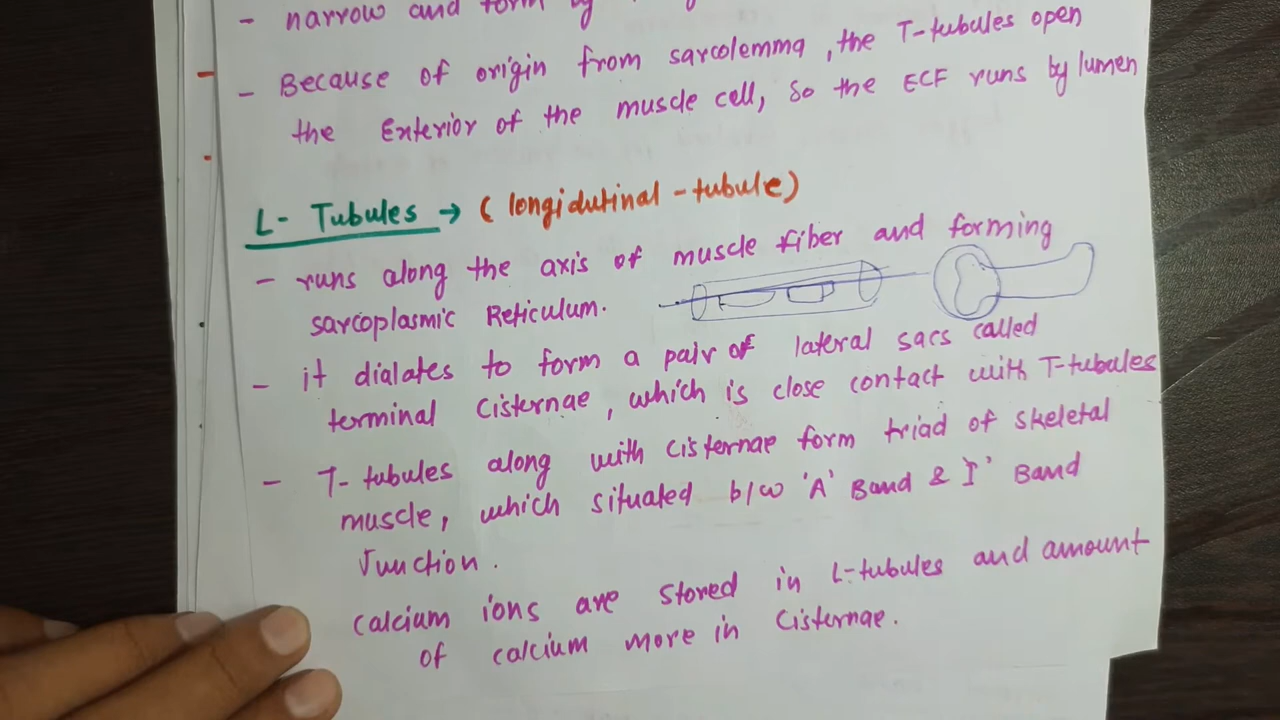 - narrow and form by
- Because of origin from sarcolemma, the T-tubules open
the Exterior of the muscle cell, so the ECF runs by lumen
L- Tubules → (longidutinal-tubule)
- runs along the axis of muscle fiber and forming
sarcoplasmic Reticulum.
- it dialates to form a pair of lateral sacs called
terminal Cisternae, which is close contact with T-tubules
- T-tubules along with cisternae form triad of skeletal
muscle, which situated b/w 'A' Band & I' Band
Junction.
calcium ions are stored in L-tubules and amount
of calcium more in Cisternae.